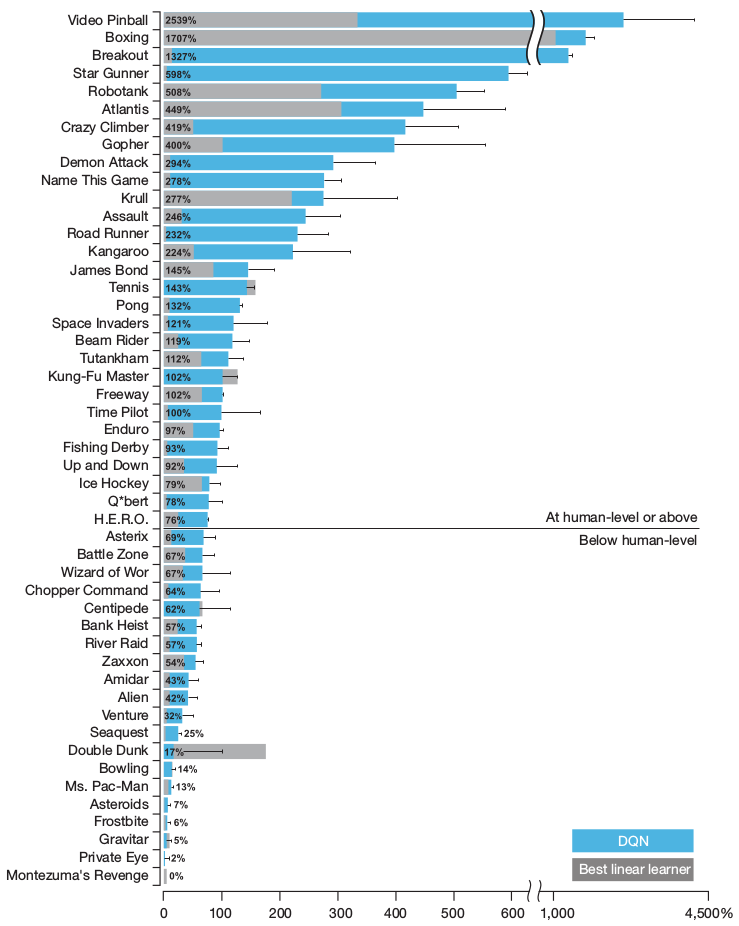 Video Pinball 2539%
Boxing 1707%
Breakout 1327%
Star Gunner 598%
Robotank 508%
Atlantis 449%
Crazy Climber 419%
Gopher 400%
Demon Attack 294%
Name This Game 278%
Krull 277%
Assault 246%
Road Runner 232%
Kangaroo 224%
James Bond 145%
Tennis 143%
Pong 132%
Space Invaders 121%
Beam Rider 119%
Tutankham 112%
Kung-Fu Master 102%
Freeway 102%
Time Pilot 100%
Enduro 97%
Fishing Derby 93%
Up and Down 92%
Ice Hockey 79%
Q*bert 78%
H.E.R.O. 76%
At human-level or above
Below human-level
Asterix 69%
Battle Zone 67%
Wizard of Wor 67%
Chopper Command 64%
Centipede 62%
Bank Heist 57%
River Raid 57%
Zaxxon 54%
Amidar 43%
Alien 42%
Venture 32%
Seaquest 25%
Double Dunk 17%
Bowling 14%
Ms. Pac-Man 13%
Asteroids 7%
Frostbite 6%
Gravitar 5%
Private Eye 2%
Montezuma's Revenge 0%
DQN
Best linear learner
0 100 200 300 400 500 600 1,000 4,500%